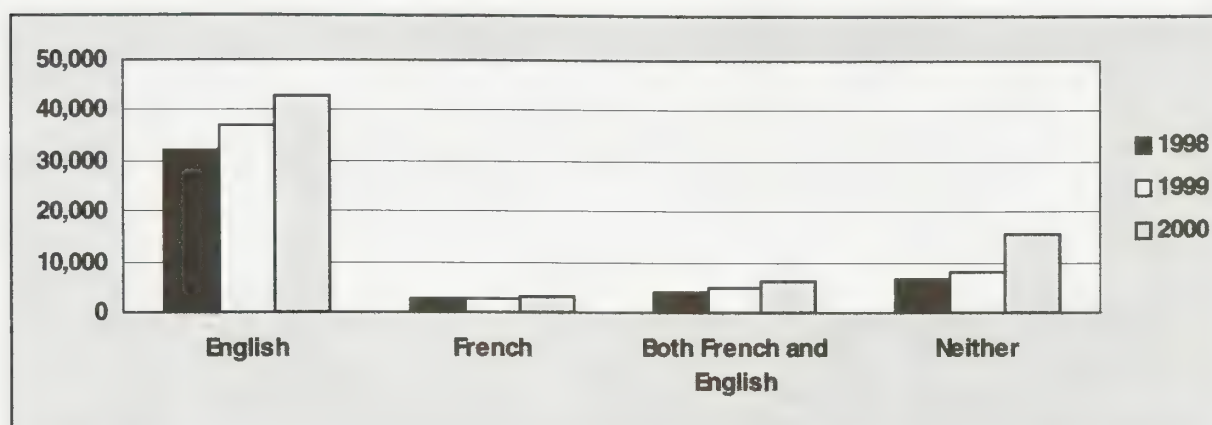 50,000
40,000
30,000
20,000
10,000
0
English
French
Both French and
English
Neither
1998
1999
2000